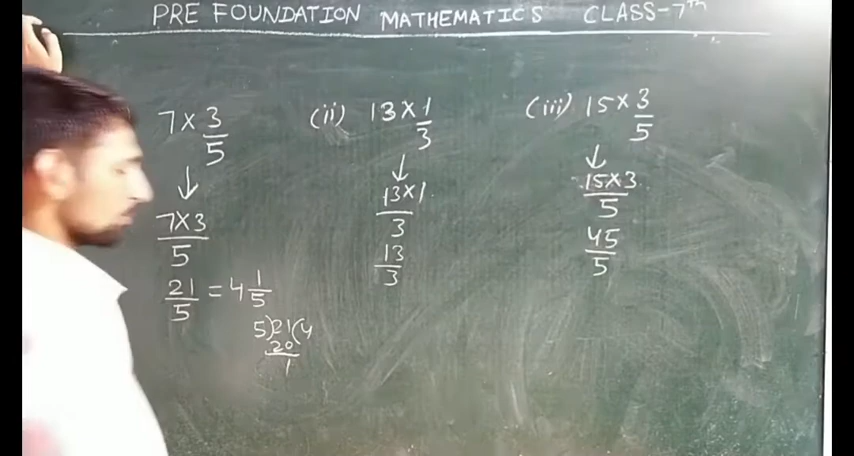 PRE FOUNDATION MATHEMATICS CLASS-7th
7 × 3/5
7×3/5
21/5 = 4 1/5
5)21(4
20
1
(ii) 13 × 1/3
13×1/3
13/3
(iii) 15 × 3/5
15×3/5
45/5